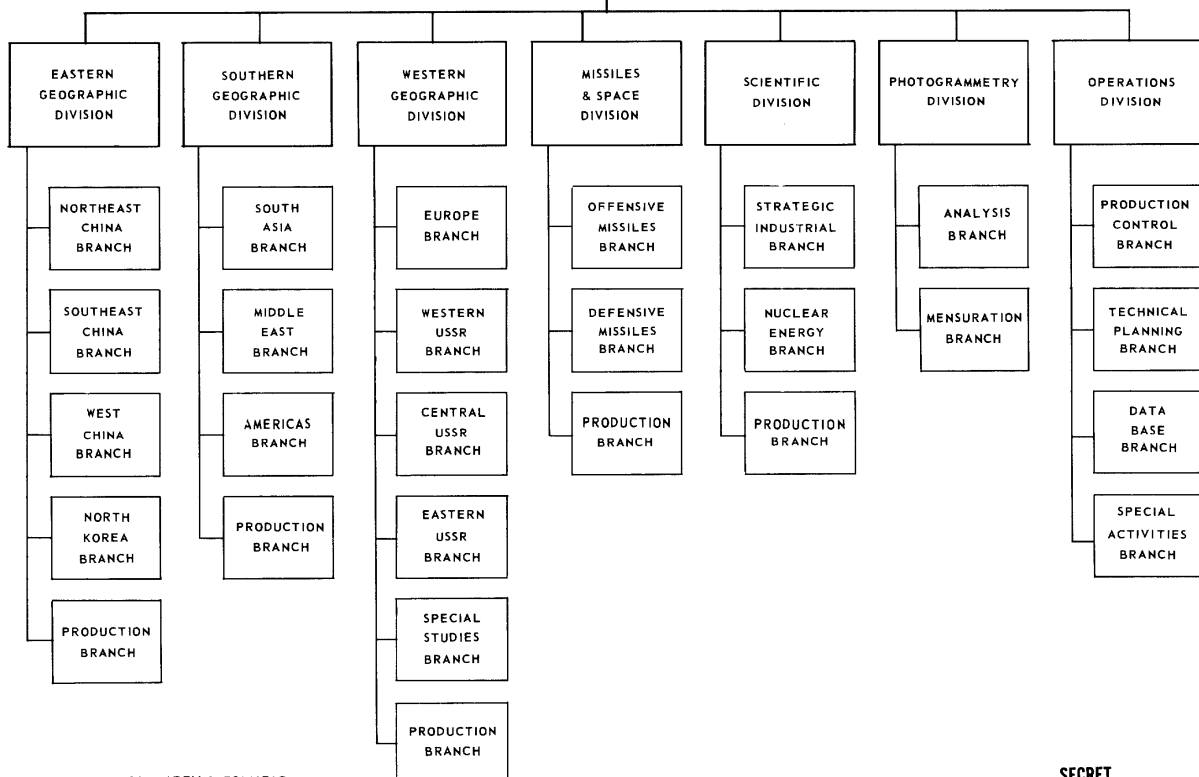 EASTERN
GEOGRAPHIC
DIVISION
SOUTHERN
GEOGRAPHIC
DIVISION
WESTERN
GEOGRAPHIC
DIVISION
MISSILES
& SPACE
DIVISION
SCIENTIFIC
DIVISION
PHOTOGRAMMETRY
DIVISION
OPERATIONS
DIVISION
NORTHEAST
CHINA
BRANCH
SOUTHEAST
CHINA
BRANCH
WEST
CHINA
BRANCH
NORTH
KOREA
BRANCH
PRODUCTION
BRANCH
SOUTH
ASIA
BRANCH
MIDDLE
EAST
BRANCH
AMERICAS
BRANCH
PRODUCTION
BRANCH
EUROPE
BRANCH
WESTERN
USSR
BRANCH
CENTRAL
USSR
BRANCH
EASTERN
USSR
BRANCH
SPECIAL
STUDIES
BRANCH
PRODUCTION
BRANCH
OFFENSIVE
MISSILES
BRANCH
DEFENSIVE
MISSILES
BRANCH
PRODUCTION
BRANCH
STRATEGIC
INDUSTRIAL
BRANCH
NUCLEAR
ENERGY
BRANCH
PRODUCTION
BRANCH
ANALYSIS
BRANCH
MENSURATION
BRANCH
PRODUCTION
CONTROL
BRANCH
TECHNICAL
PLANNING
BRANCH
DATA
BASE
BRANCH
SPECIAL
ACTIVITIES
BRANCH
SECRET